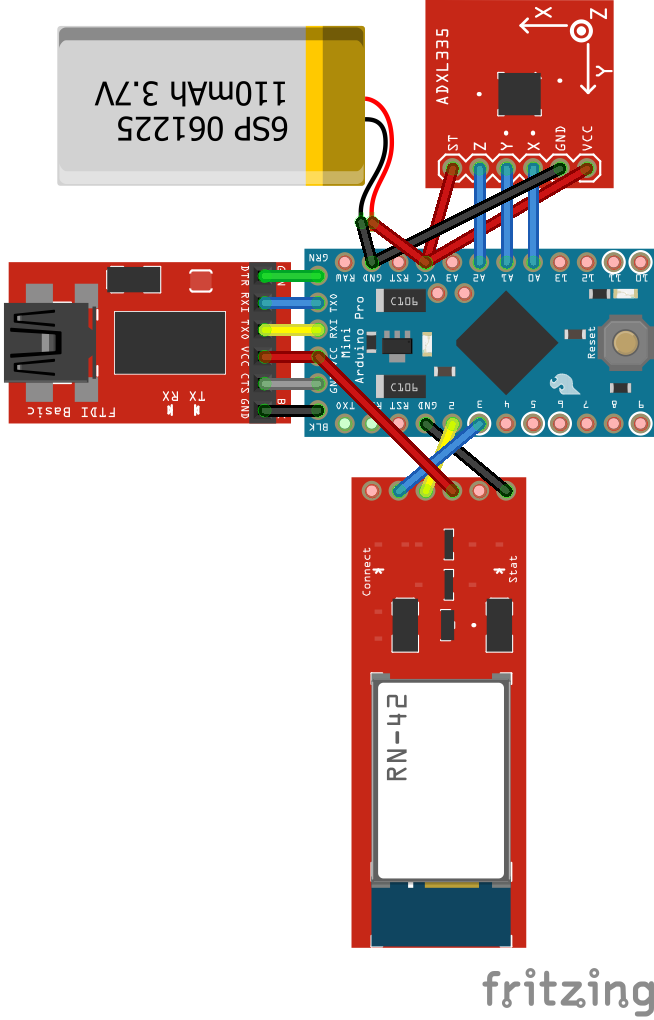 6SP 061225
110mAh 3.7V
ADXL335
X
Z
Y
ST
Z
Y
X
GND
VCC
GRN
RAW
GND
RST
VCC
A3
A2
A1
A0
13
12
11
10
DTR
RXI
TXO
VCC
CTS
GND
TXO
RXI
VCC
BLK
FTDI Basic
TX
RX
C106
C106
Arduino Pro
Mini
Reset
TXO
RST
GND
2
3
4
5
6
7
8
9
Connect
Stat
RN-42
fritzing